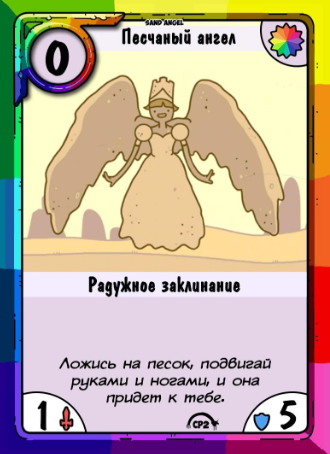 SAND ANGEL
0
Песчаный ангел
Радужное заклинание
Ложись на песок, подвигай
руками и ногами, и она
придет к тебе.
1
CP2
5